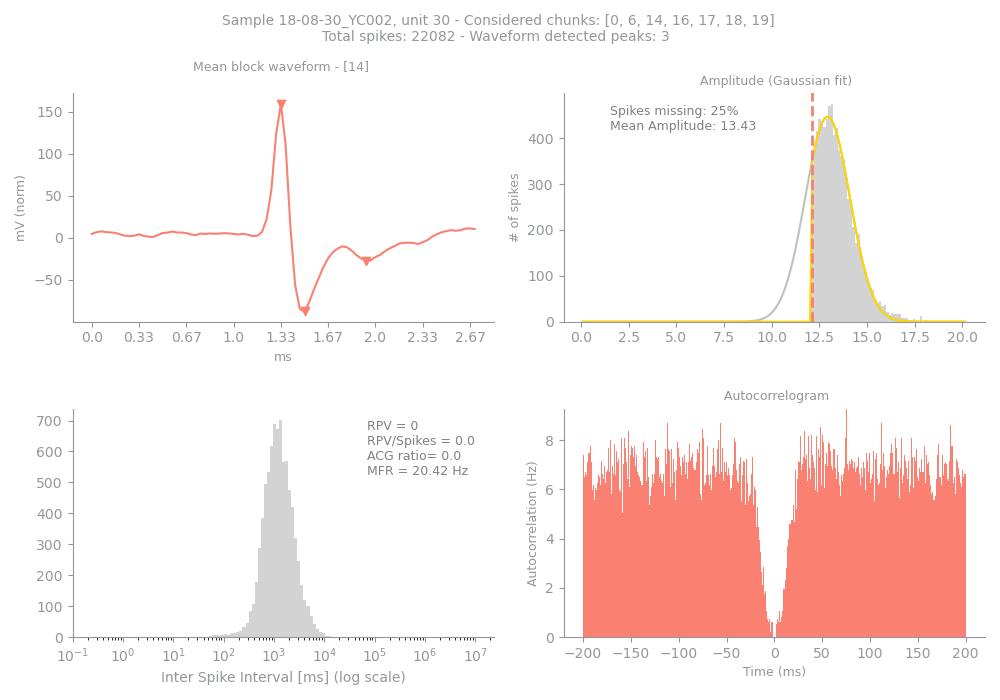 Sample 18-08-30_YC002, unit 30 - Considered chunks: [0, 6, 14, 16, 17, 18, 19]
Total spikes: 22082 - Waveform detected peaks: 3
Mean block waveform - [14]
150
100
50
0
−50
mV (norm)
0.0 0.33 0.67 1.0 1.33 1.67 2.0 2.33 2.67
ms
Amplitude (Gaussian fit)
Spikes missing: 25%
Mean Amplitude: 13.43
400
300
200
100
0
# of spikes
0.0 2.5 5.0 7.5 10.0 12.5 15.0 17.5 20.0
RPV = 0
RPV/Spikes = 0.0
ACG ratio= 0.0
MFR = 20.42 Hz
700
600
500
400
300
200
100
0
10⁻¹ 10⁰ 10¹ 10² 10³ 10⁴ 10⁵ 10⁶ 10⁷
Inter Spike Interval [ms] (log scale)
Autocorrelogram
8
6
4
2
0
Autocorrelation (Hz)
−200 −150 −100 −50 0 50 100 150 200
Time (ms)